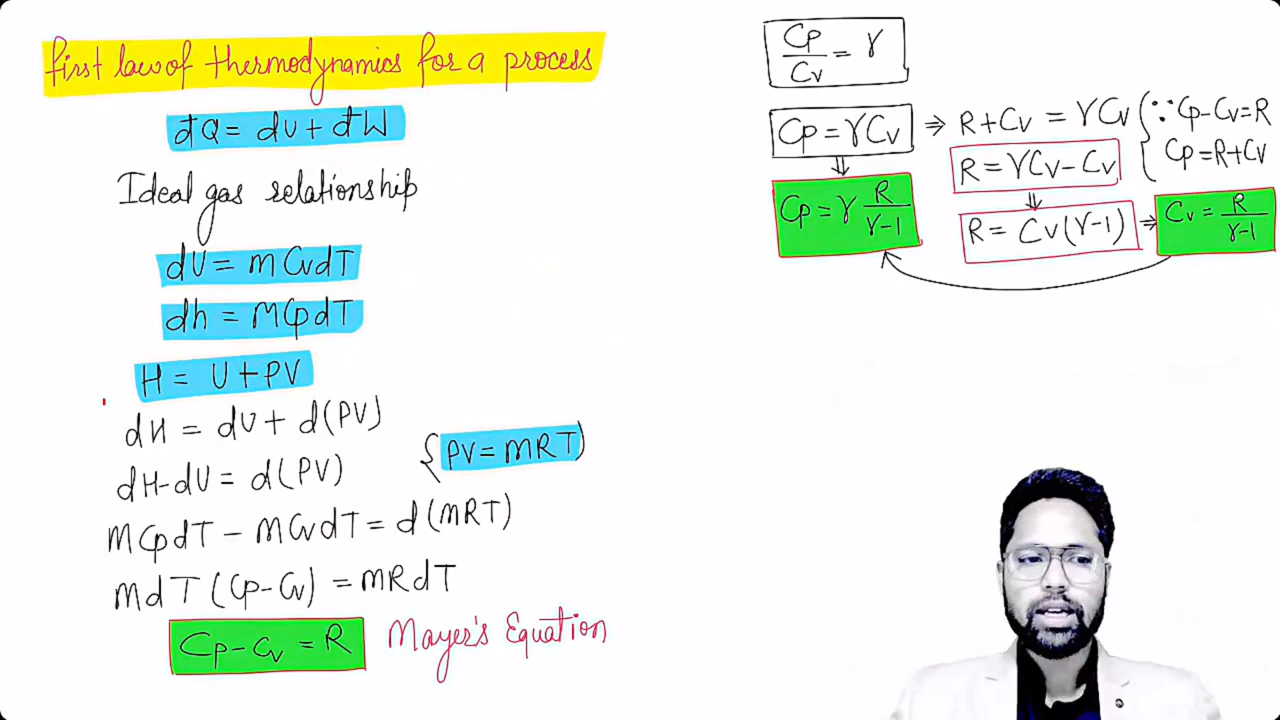 first law of thermodynamics for a process
đQ = dU + đW
Ideal gas relationship
dU = mCvdT
dh = mCpdT
H = U + PV
dH = dU + d(PV)
dH - dU = d(PV)
{PV = mRT}
mCpdT - mCvdT = d(mRT)
mdT(Cp - Cv) = mRdT
Cp - Cv = R Mayer's Equation
Cp/Cv = γ
Cp = γCv ⇒ R + Cv = γCv {∵ Cp - Cv = R
Cp = R + Cv
⇓ R = γCv - Cv
Cp = γ R/γ-1
⇓
R = Cv(γ-1) ⇒ Cv = R/γ-1